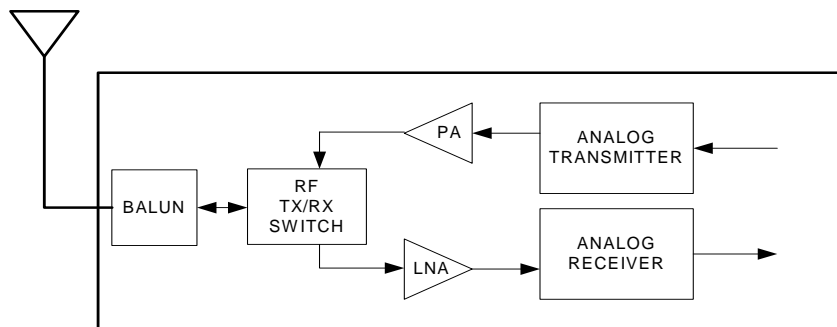 PA
ANALOG
TRANSMITTER
BALUN
RF
TX/RX
SWITCH
LNA
ANALOG
RECEIVER